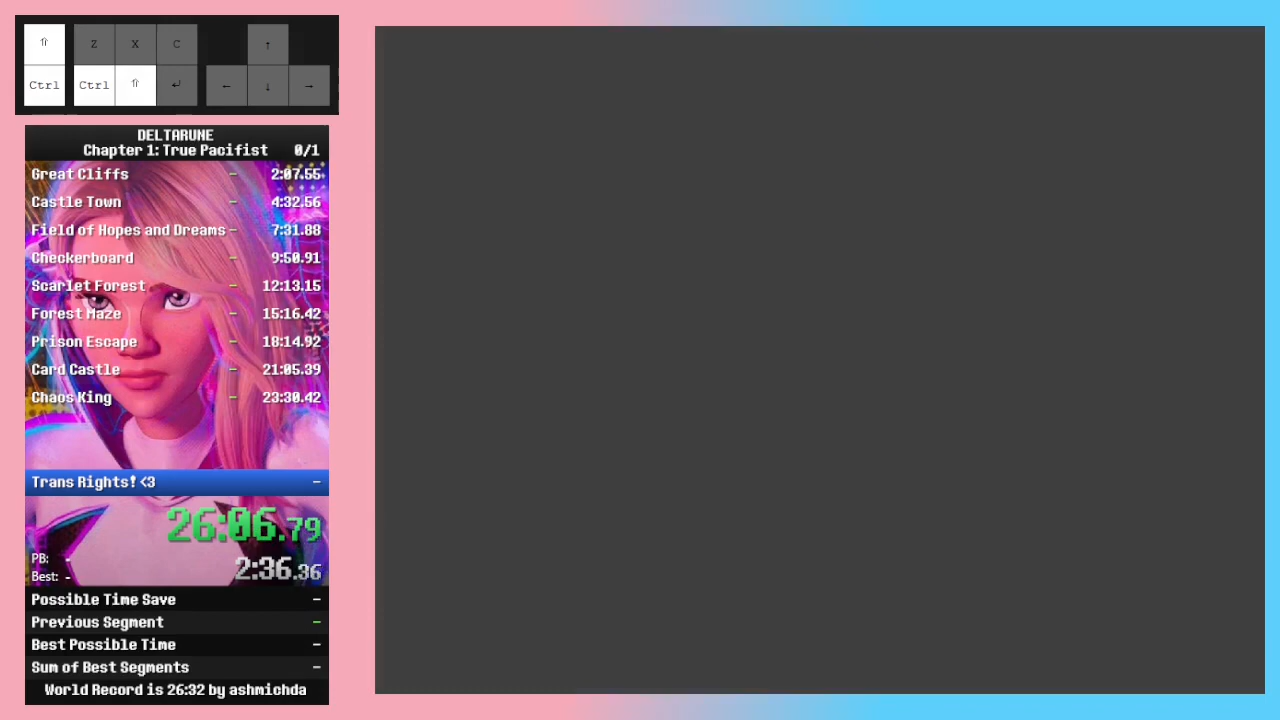 ⇧ Z X C ↑
Ctrl Ctrl ⇧ ↵ ← ↓ →
DELTARUNE
Chapter 1: True Pacifist 0/1
Great Cliffs - 2:07.55
Castle Town - 4:32.56
Field of Hopes and Dreams - 7:31.88
Checkerboard - 9:50.91
Scarlet Forest - 12:13.15
Forest Maze - 15:16.42
Prison Escape - 18:14.92
Card Castle - 21:05.39
Chaos King - 23:30.42
Trans Rights! <3 -
26:06.79
PB: -
Best: - 2:36.36
Possible Time Save -
Previous Segment -
Best Possible Time -
Sum of Best Segments -
World Record is 26:32 by ashmichda